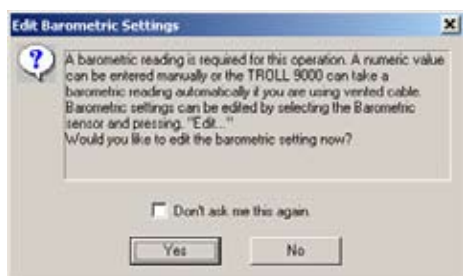 Edit Barometric Settings
A barometric reading is required for this operation. A numeric value
can be entered manually or the TROLL 9000 can take a
barometric reading automatically if you are using vented cable.
Barometric settings can be edited by selecting the Barometric
sensor and pressing, "Edit..."
Would you like to edit the barometric setting now?
Don't ask me this again.
Yes
No